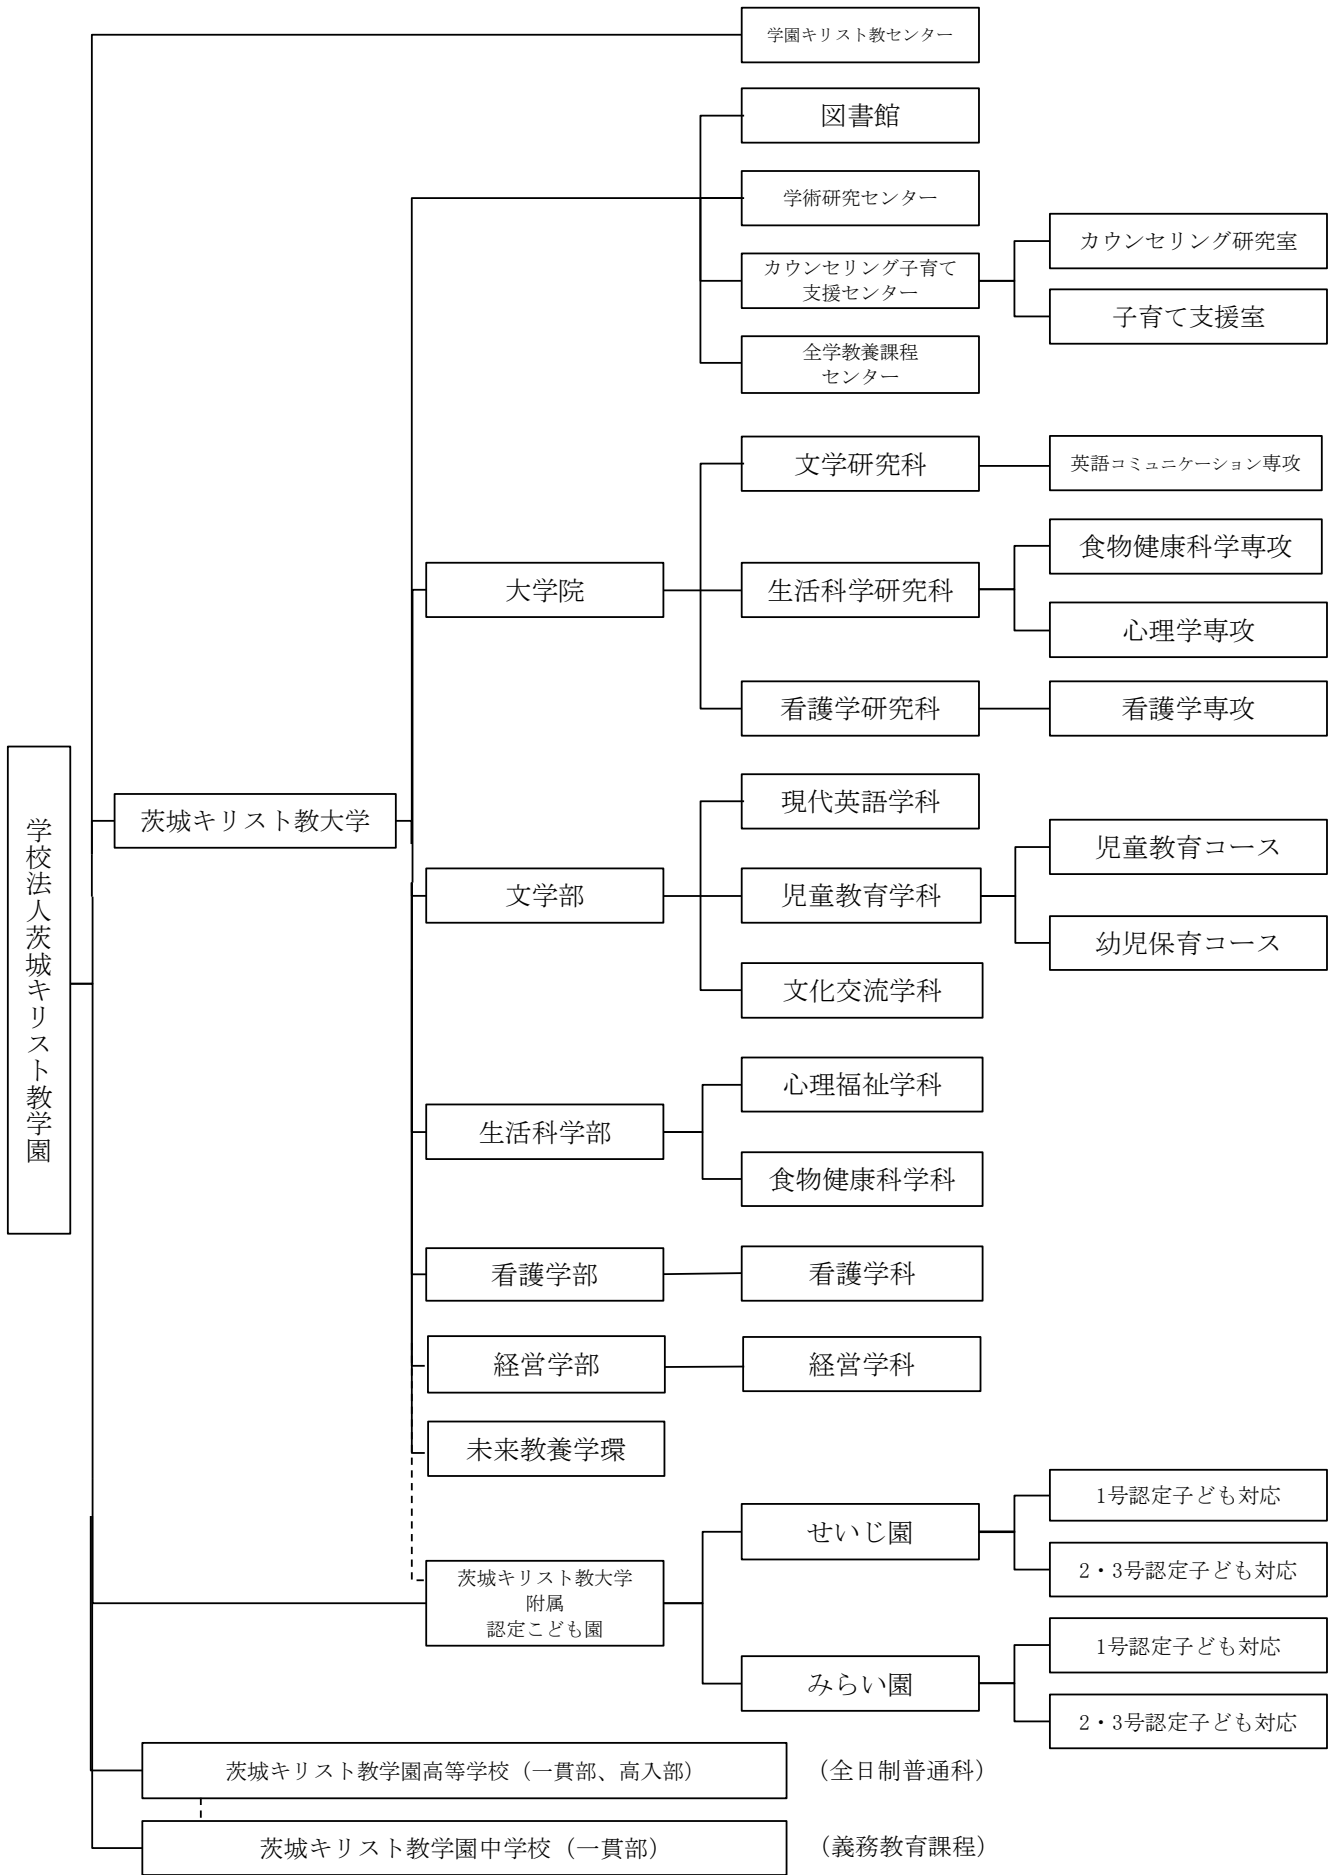 学園キリスト教センター
図書館
学術研究センター
カウンセリング子育て
支援センター
カウンセリング研究室
子育て支援室
全学教養課程
センター
文学研究科
英語コミュニケーション専攻
食物健康科学専攻
大学院
生活科学研究科
心理学専攻
看護学研究科
看護学専攻
学校法人茨城キリスト教学園
茨城キリスト教大学
現代英語学科
児童教育コース
文学部
児童教育学科
幼児保育コース
文化交流学科
心理福祉学科
生活科学部
食物健康科学科
看護学部
看護学科
経営学部
経営学科
未来教養学環
せいじ園
1号認定子ども対応
2・3号認定子ども対応
茨城キリスト教大学
附属
認定こども園
みらい園
1号認定子ども対応
2・3号認定子ども対応
茨城キリスト教学園高等学校（一貫部、高入部）
（全日制普通科）
茨城キリスト教学園中学校（一貫部）
（義務教育課程）